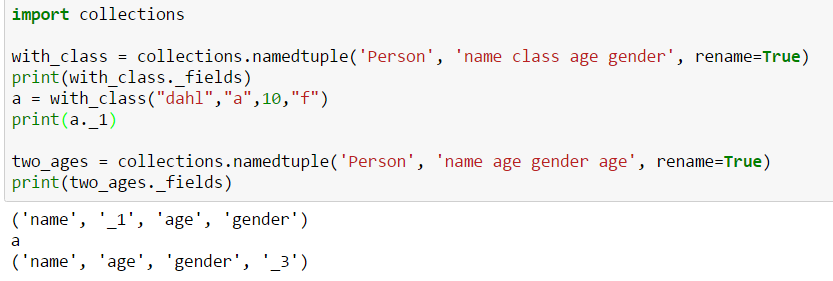 import collections
with_class = collections.namedtuple('Person', 'name class age gender', rename=True)
print(with_class._fields)
a = with_class("dahl","a",10,"f")
print(a._1)
two_ages = collections.namedtuple('Person', 'name age gender age', rename=True)
print(two_ages._fields)
('name', '_1', 'age', 'gender')
a
('name', 'age', 'gender', '_3')